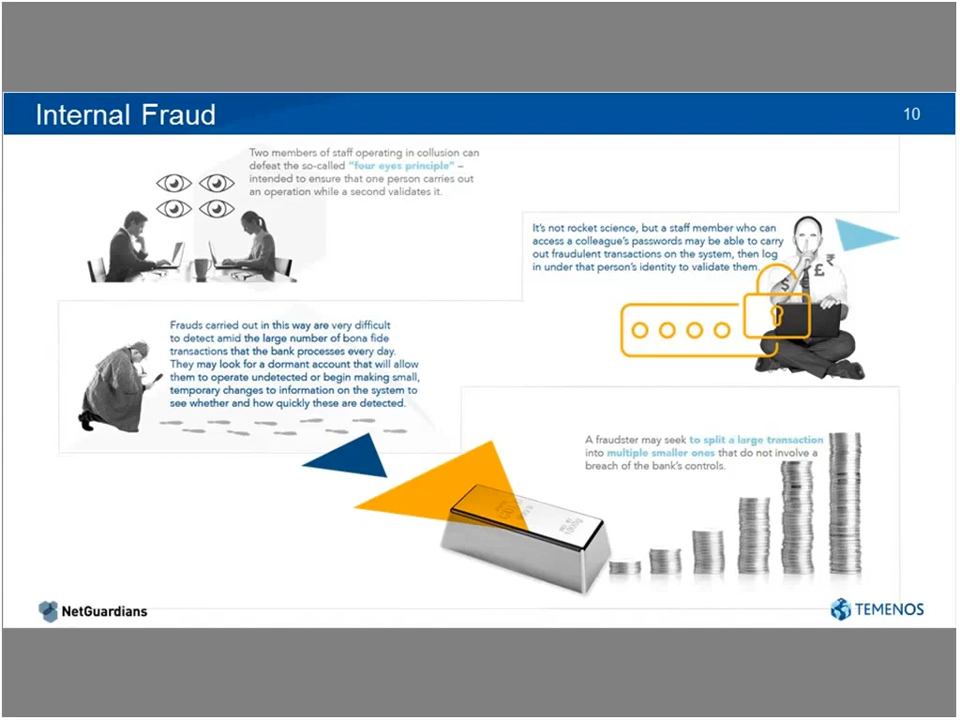 Internal Fraud
10
Two members of staff operating in collusion can
defeat the so-called "four eyes principle" –
intended to ensure that one person carries out
an operation while a second validates it.
It's not rocket science, but a staff member who can
access a colleague's passwords may be able to carry
out fraudulent transactions on the system, then log
in under that person's identity to validate them.
$ € £ ₹
Frauds carried out in this way are very difficult
to detect amid the large number of bona fide
transactions that the bank processes every day.
They may look for a dormant account that will allow
them to operate undetected or begin making small,
temporary changes to information on the system to
see whether and how quickly these are detected.
A fraudster may seek to split a large transaction
into multiple smaller ones that do not involve a
breach of the bank's controls.
NetGuardians
TEMENOS